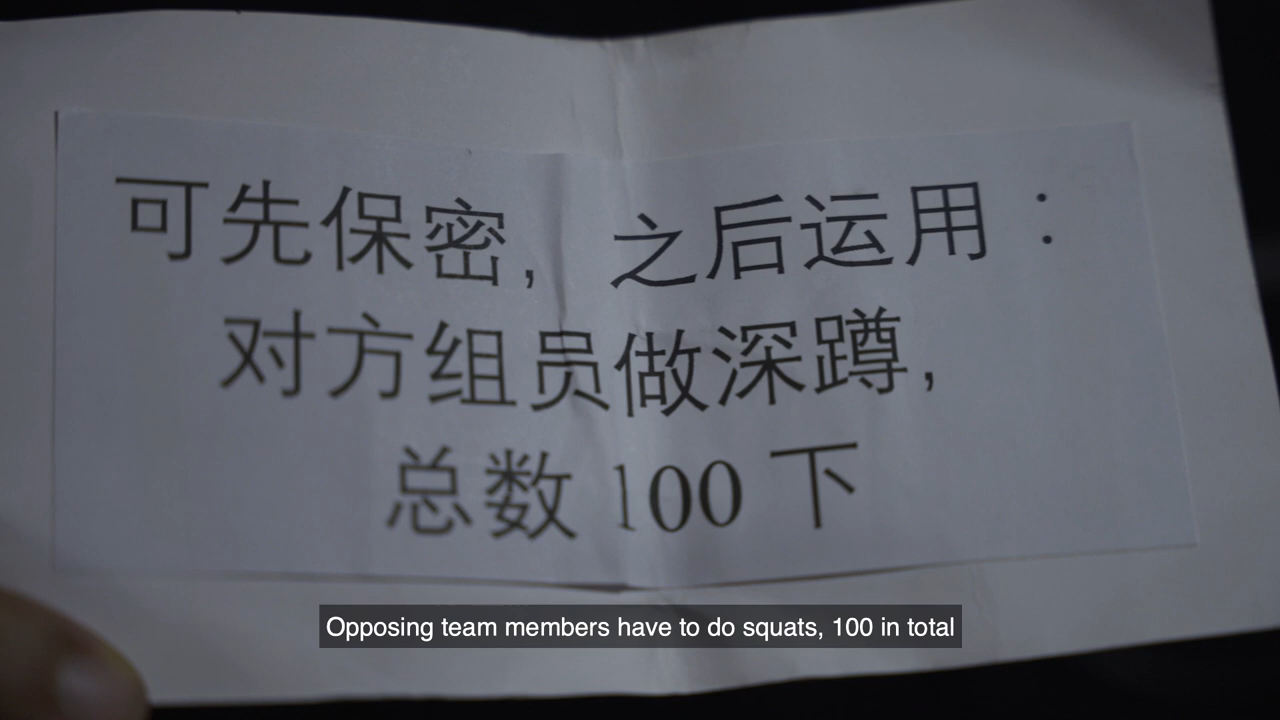 可先保密，之后运用：
对方组员做深蹲，
总数 100 下
Opposing team members have to do squats, 100 in total